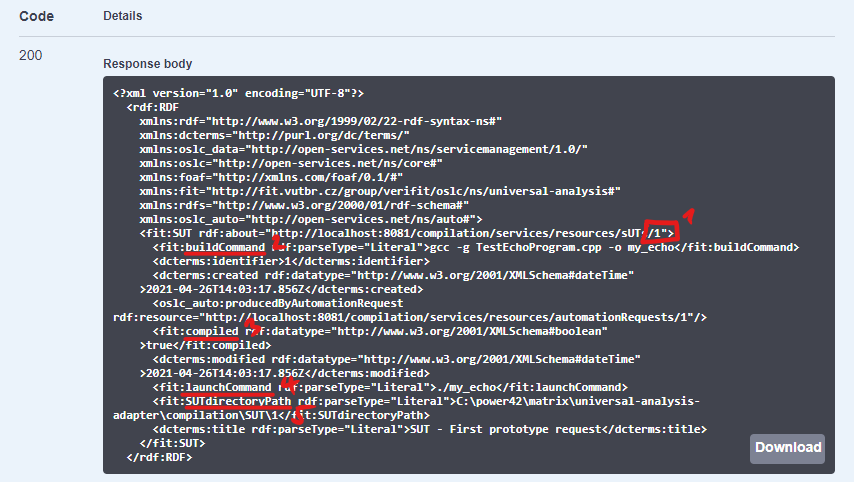 Code Details
200
Response body
<?xml version="1.0" encoding="UTF-8"?>
<rdf:RDF
xmlns:rdf="http://www.w3.org/1999/02/22-rdf-syntax-ns#"
xmlns:dcterms="http://purl.org/dc/terms/"
xmlns:oslc_data="http://open-services.net/ns/servicemanagement/1.0/"
xmlns:oslc="http://open-services.net/ns/core#"
xmlns:foaf="http://xmlns.com/foaf/0.1/#"
xmlns:fit="http://fit.vutbr.cz/group/verifit/oslc/ns/universal-analysis#"
xmlns:rdfs="http://www.w3.org/2000/01/rdf-schema#"
xmlns:oslc_auto="http://open-services.net/ns/auto#">
<fit:SUT rdf:about="http://localhost:8081/compilation/services/resources/sUTs/1"> 1
<fit:buildCommand 2 rdf:parseType="Literal">gcc -g TestEchoProgram.cpp -o my_echo</fit:buildCommand>
<dcterms:identifier>1</dcterms:identifier>
<dcterms:created rdf:datatype="http://www.w3.org/2001/XMLSchema#dateTime"
>2021-04-26T14:03:17.856Z</dcterms:created>
<oslc_auto:producedByAutomationRequest
rdf:resource="http://localhost:8081/compilation/services/resources/automationRequests/1"/>
<fit:compiled 3 rdf:datatype="http://www.w3.org/2001/XMLSchema#boolean"
>true</fit:compiled>
<dcterms:modified rdf:datatype="http://www.w3.org/2001/XMLSchema#dateTime"
>2021-04-26T14:03:17.856Z</dcterms:modified>
<fit:launchCommand 4 rdf:parseType="Literal">./my_echo</fit:launchCommand>
<fit:SUTdirectoryPath rdf:parseType="Literal">C:\power42\matrix\universal-analysis-
adapter\compilation\SUT\1</fit:SUTdirectoryPath> 5
<dcterms:title rdf:parseType="Literal">SUT - First prototype request</dcterms:title>
</fit:SUT>
</rdf:RDF>
Download